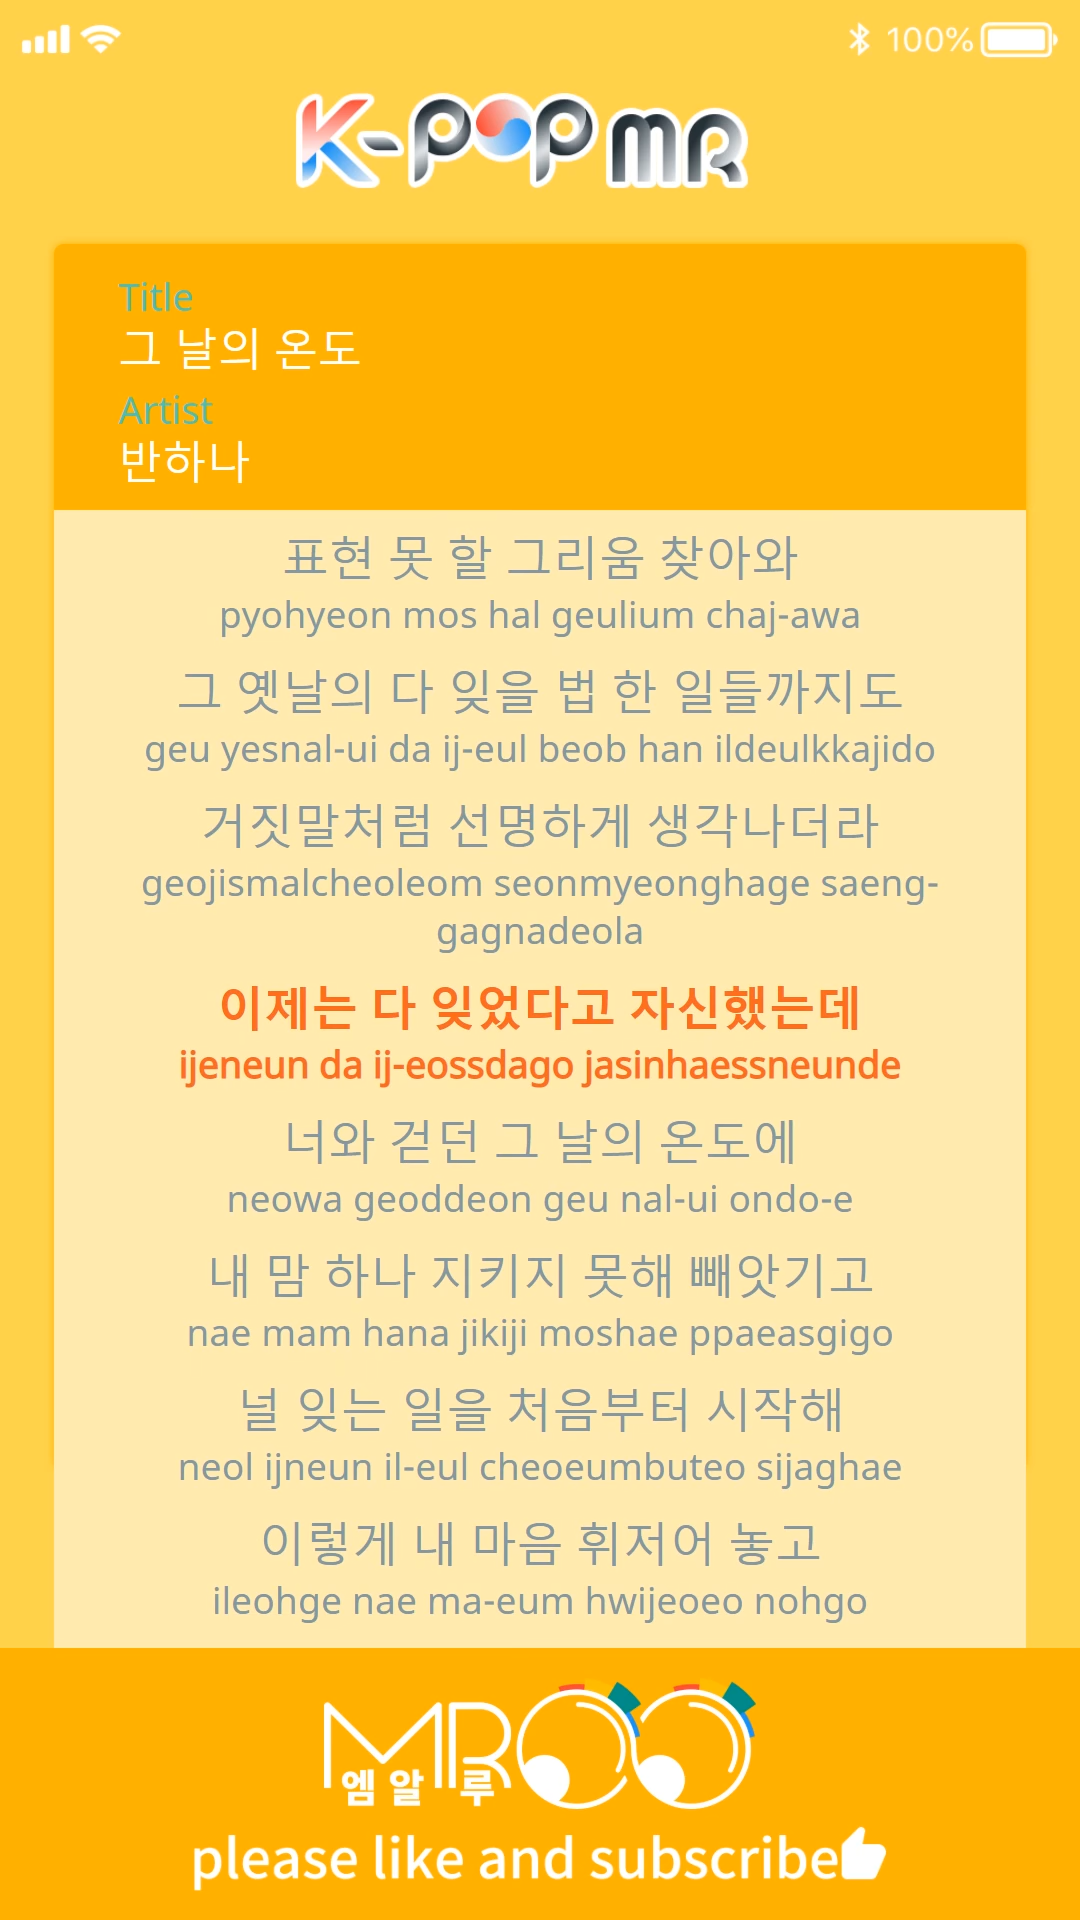 100%
K-POP MR
Title
그 날의 온도
Artist
반하나
표현 못 할 그리움 찾아와
pyohyeon mos hal geulium chaj-awa
그 옛날의 다 잊을 법 한 일들까지도
geu yesnal-ui da ij-eul beob han ildeulkkajido
거짓말처럼 선명하게 생각나더라
geojismalcheoleom seonmyeonghage saeng-
gagnadeola
이제는 다 잊었다고 자신했는데
ijeneun da ij-eossdago jasinhaessneunde
너와 걷던 그 날의 온도에
neowa geoddeon geu nal-ui ondo-e
내 맘 하나 지키지 못해 빼앗기고
nae mam hana jikiji moshae ppaeasgigo
널 잊는 일을 처음부터 시작해
neol ijneun il-eul cheoeumbuteo sijaghae
이렇게 내 마음 휘저어 놓고
ileohge nae ma-eum hwijeoeo nohgo
MROO
엠 알 루
please like and subscribe